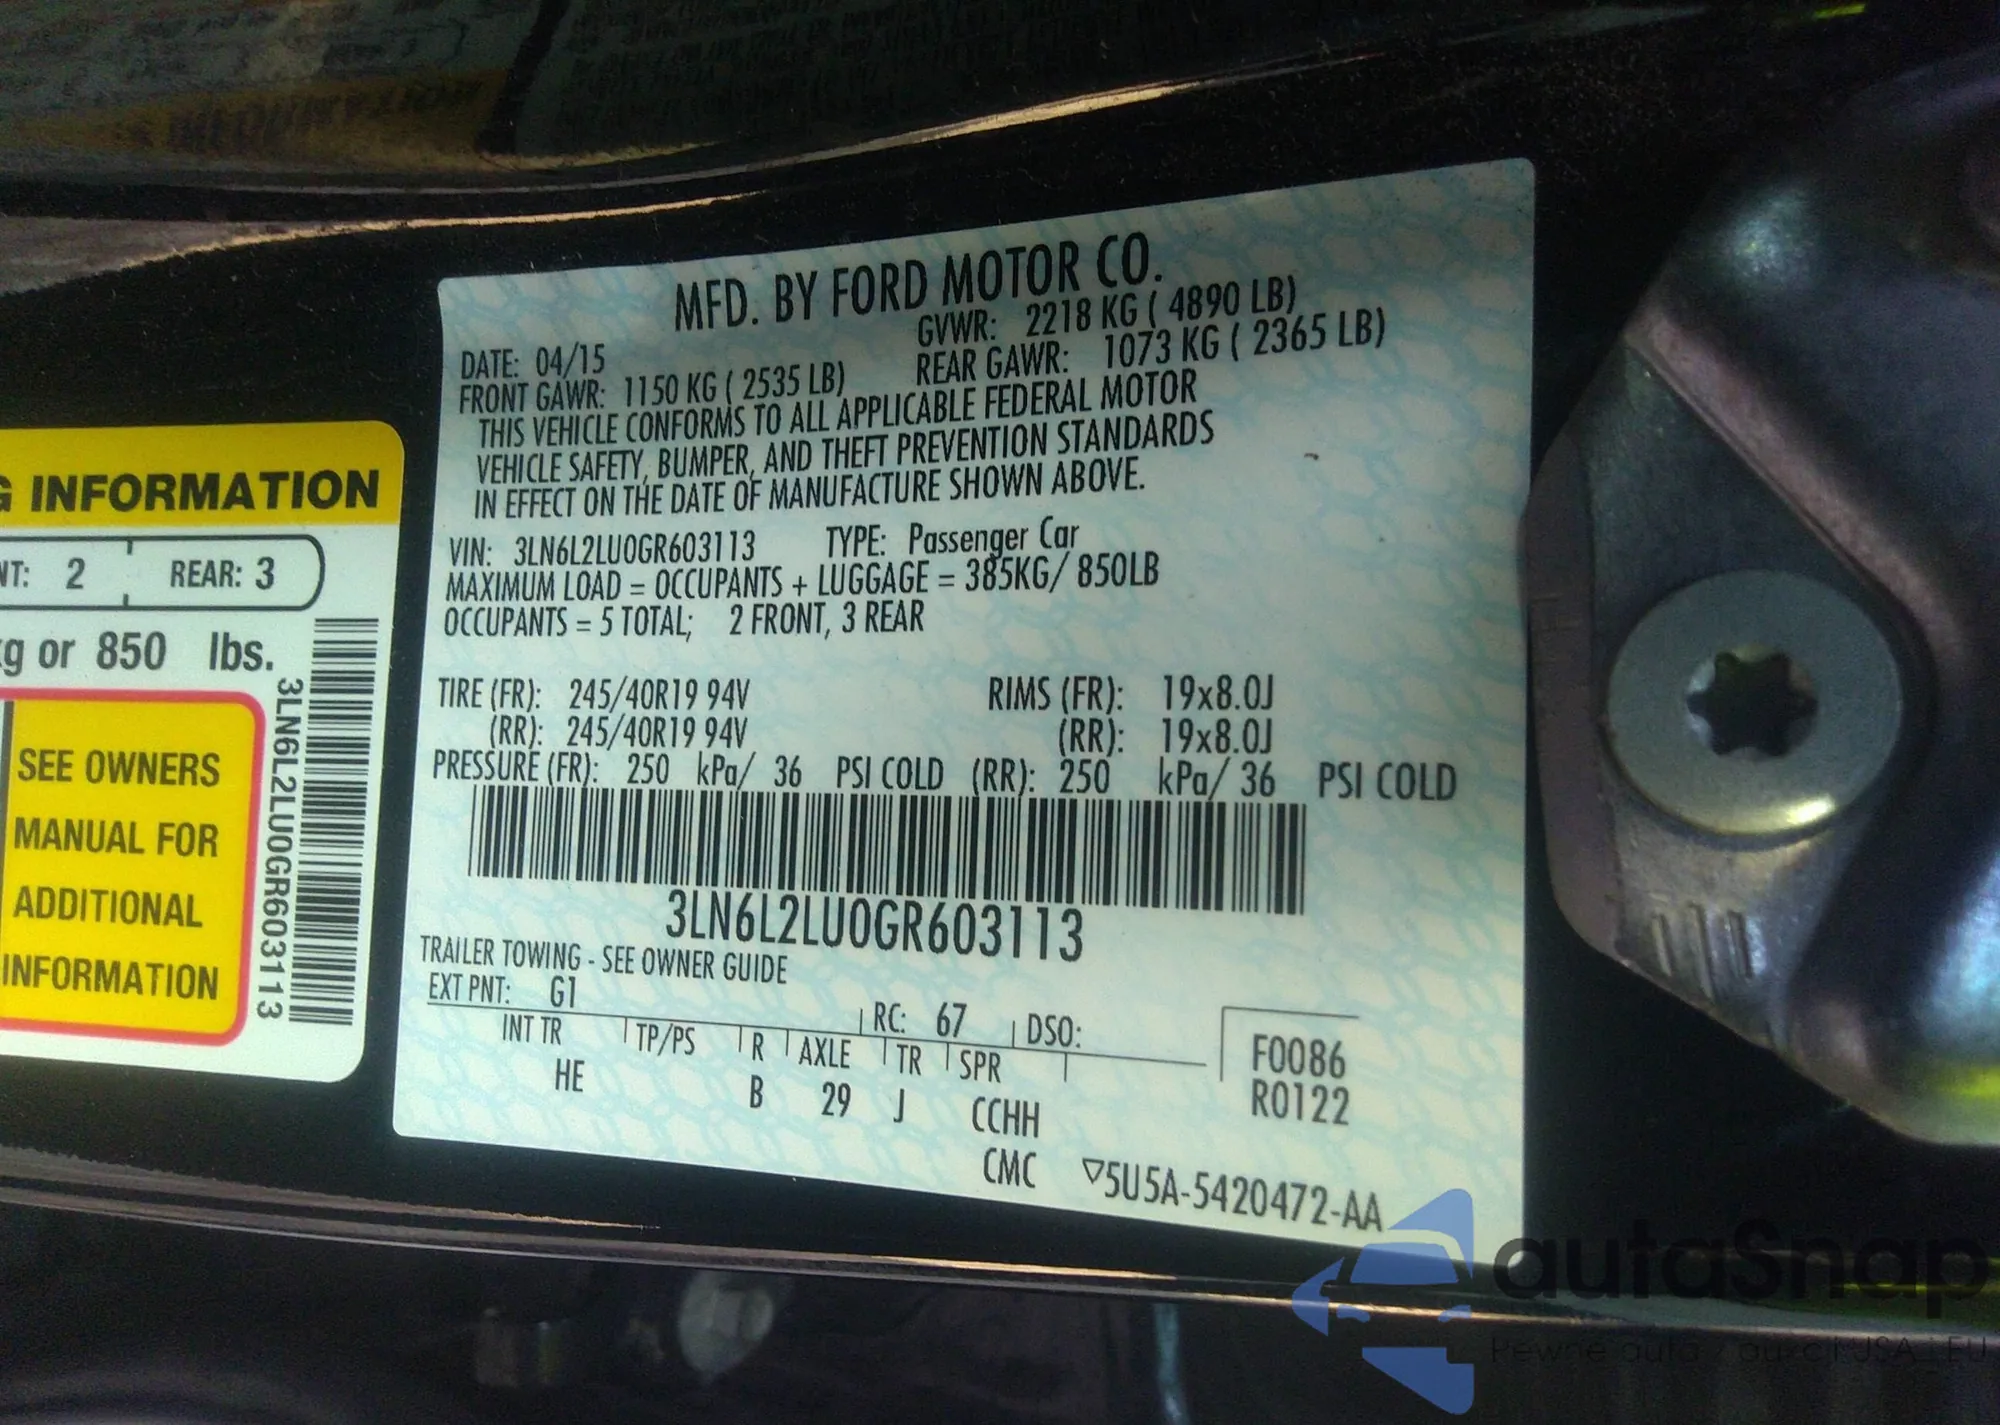 MFD. BY FORD MOTOR CO.
DATE: 04/15 GVWR: 2218 KG ( 4890 LB)
FRONT GAWR: 1150 KG ( 2535 LB) REAR GAWR: 1073 KG ( 2365 LB)
THIS VEHICLE CONFORMS TO ALL APPLICABLE FEDERAL MOTOR
VEHICLE SAFETY, BUMPER, AND THEFT PREVENTION STANDARDS
IN EFFECT ON THE DATE OF MANUFACTURE SHOWN ABOVE.
VIN: 3LN6L2LU0GR603113 TYPE: Passenger Car
MAXIMUM LOAD = OCCUPANTS + LUGGAGE = 385KG/ 850LB
OCCUPANTS = 5 TOTAL; 2 FRONT, 3 REAR
TIRE (FR): 245/40R19 94V RIMS (FR): 19x8.0J
(RR): 245/40R19 94V (RR): 19x8.0J
PRESSURE (FR): 250 kPa/ 36 PSI COLD (RR): 250 kPa/ 36 PSI COLD
3LN6L2LU0GR603113
TRAILER TOWING - SEE OWNER GUIDE
EXT PNT: G1 RC: 67 DSO:
INT TR TP/PS R AXLE TR SPR
HE B 29 J CCHH
F0086
R0122
CMC ▽5U5A-5420472-AA
G INFORMATION
NT: 2 REAR: 3
kg or 850 lbs.
SEE OWNERS
MANUAL FOR
ADDITIONAL
INFORMATION
3LN6L2LU0GR603113
autaSnap
Pewne auta z aukcji USA i EU